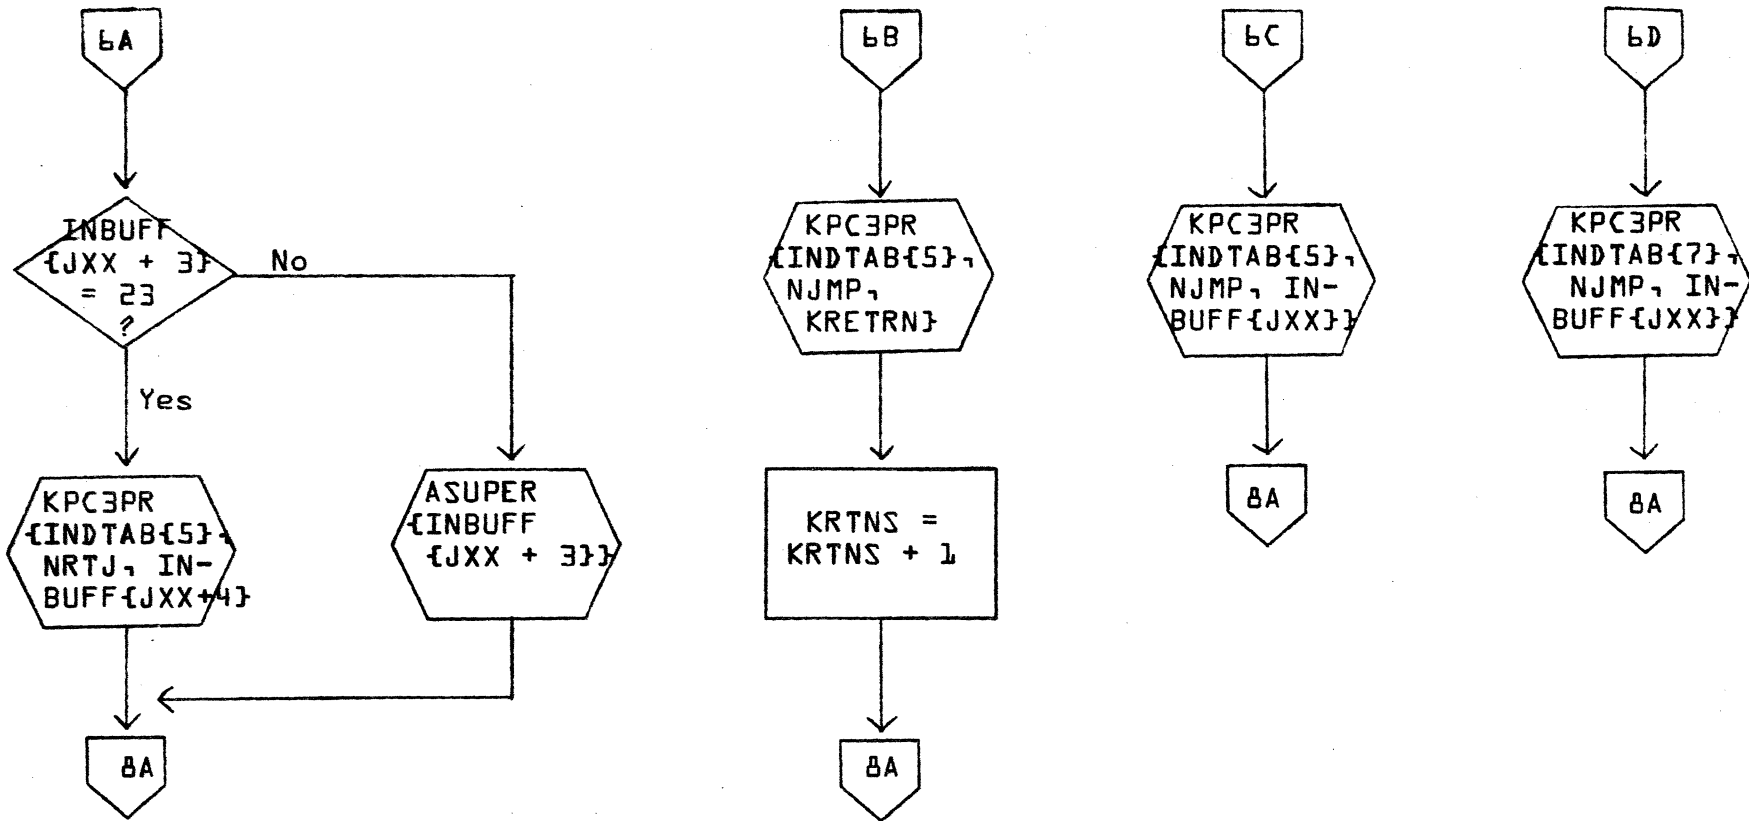 6A
INBUFF
{JXX + 3}
= 23
?
No
Yes
KPC3PR
{INDTAB{5},
NRTJ, IN-
BUFF{JXX+4}
ASUPER
{INBUFF
{JXX + 3}}
8A
6B
KPC3PR
{INDTAB{5},
NJMP,
KRETRN}
KRTNS =
KRTNS + 1
8A
6C
KPC3PR
{INDTAB{5},
NJMP, IN-
BUFF{JXX}}
8A
6D
KPC3PR
{INDTAB{7},
NJMP, IN-
BUFF{JXX}}
8A